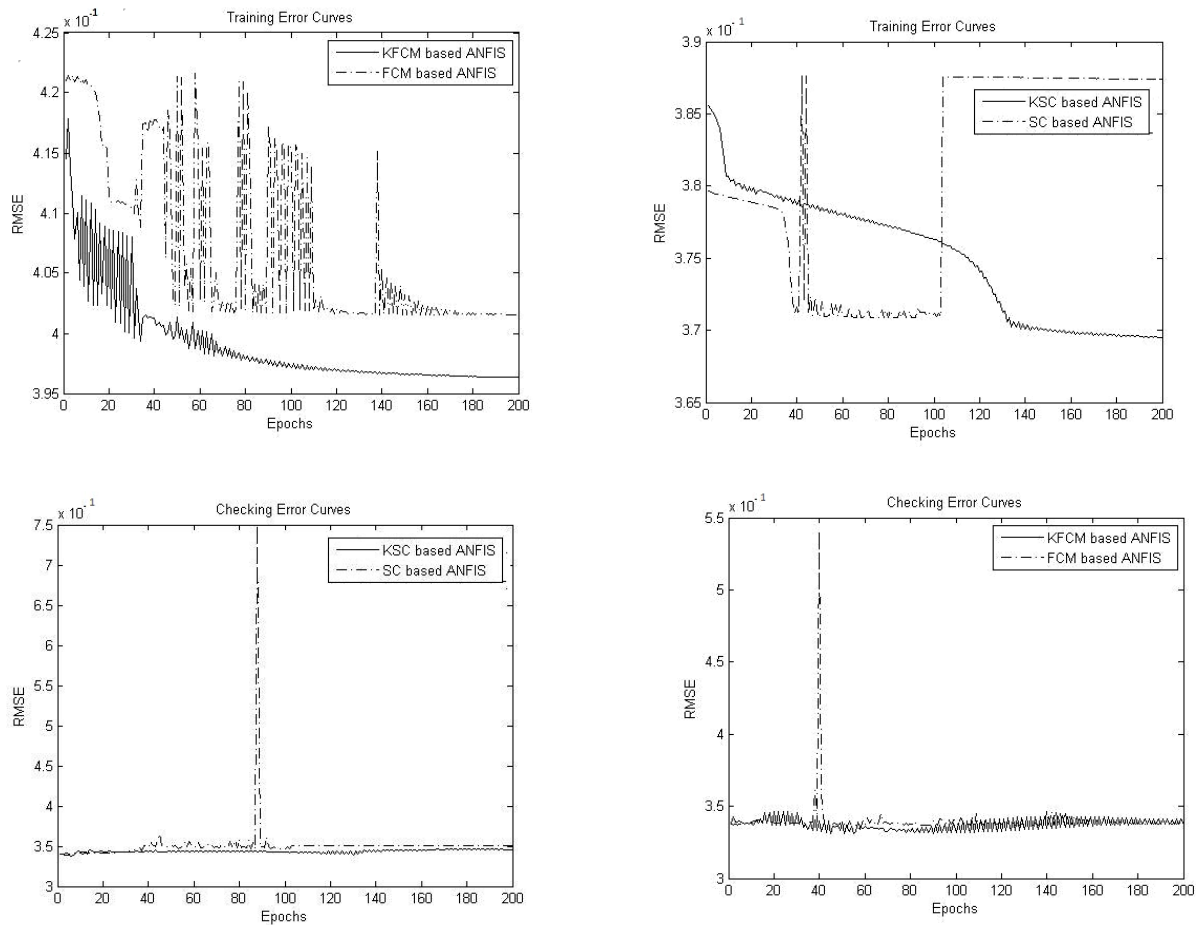 Training Error Curves
x 10^-1
4.25
4.2
4.15
4.1
4.05
4
3.95
RMSE
KFCM based ANFIS
FCM based ANFIS
0 20 40 60 80 100 120 140 160 180 200
Epochs
Training Error Curves
x 10^-1
3.9
3.85
3.8
3.75
3.7
3.65
RMSE
KSC based ANFIS
SC based ANFIS
0 20 40 60 80 100 120 140 160 180 200
Epochs
Checking Error Curves
x 10^-1
7.5
7
6.5
6
5.5
5
4.5
4
3.5
3
RMSE
KSC based ANFIS
SC based ANFIS
0 20 40 60 80 100 120 140 160 180 200
Epochs
Checking Error Curves
x 10^-1
5.5
5
4.5
4
3.5
3
RMSE
KFCM based ANFIS
FCM based ANFIS
0 20 40 60 80 100 120 140 160 180 200
Epochs